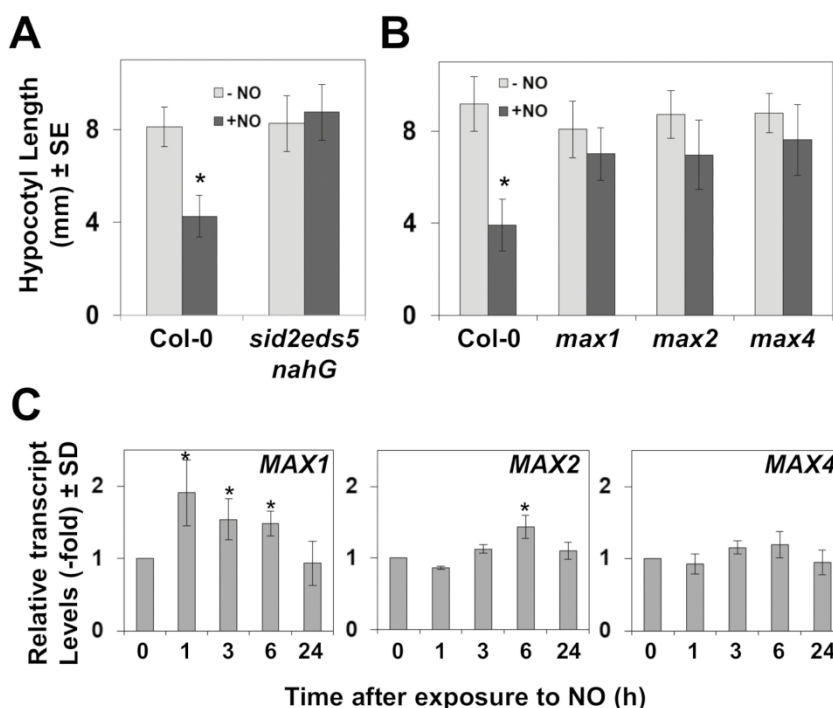 A
B
Hypocotyl Length
(mm) ± SE
8
4
0
- NO
+NO
*
Col-0
sid2eds5
nahG
8
4
0
- NO
+NO
*
Col-0
max1
max2
max4
C
Relative transcript
Levels (-fold) ± SD
2
1
0
MAX1
*
*
*
0 1 3 6 24
2
1
0
MAX2
*
0 1 3 6 24
2
1
0
MAX4
0 1 3 6 24
Time after exposure to NO (h)